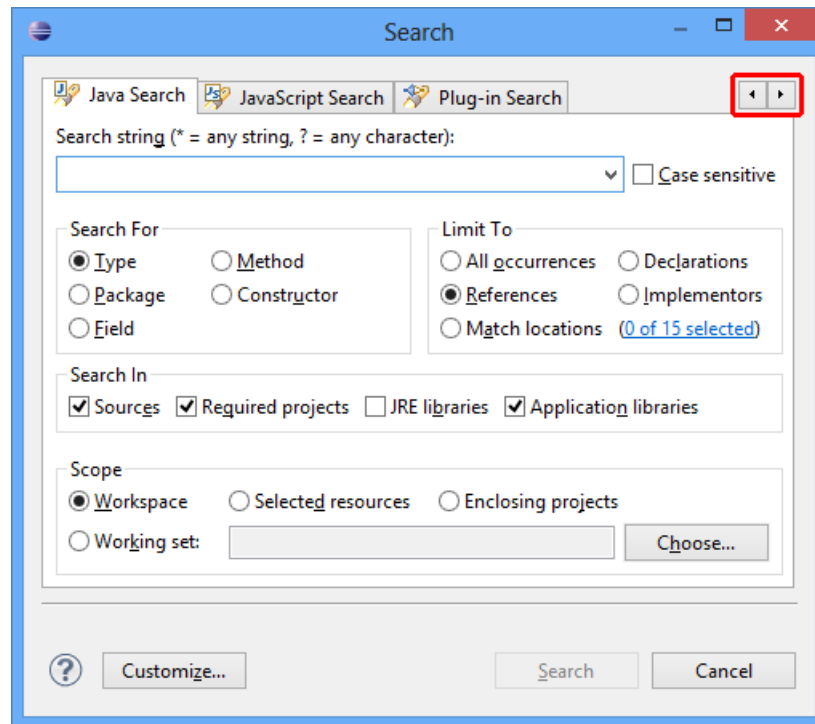 Search
Java Search JavaScript Search Plug-in Search
Search string (* = any string, ? = any character):
Case sensitive
Search For
Type Method
Package Constructor
Field
Limit To
All occurrences Declarations
References Implementors
Match locations (0 of 15 selected)
Search In
Sources Required projects JRE libraries Application libraries
Scope
Workspace Selected resources Enclosing projects
Working set: Choose...
? Customize... Search Cancel